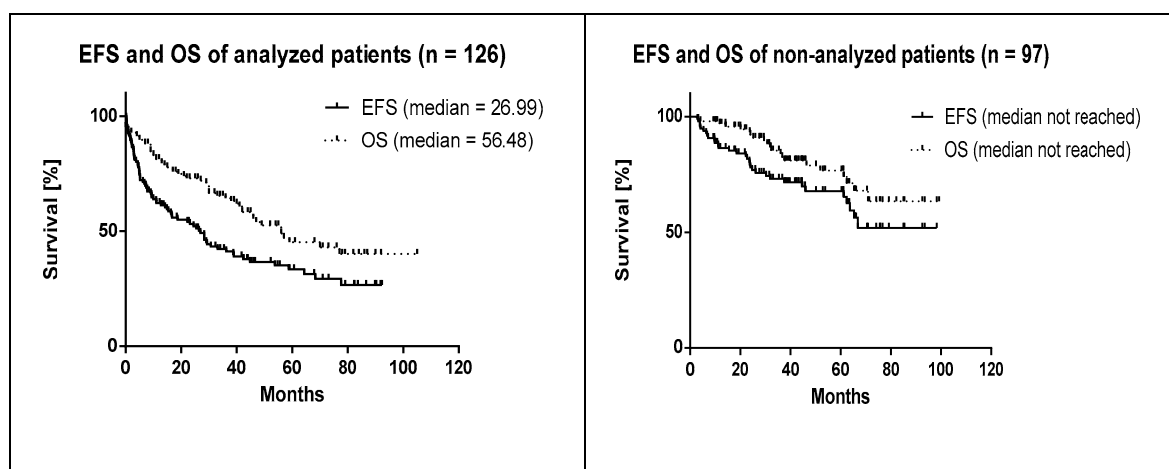 EFS and OS of analyzed patients (n = 126)
EFS (median = 26.99)
OS (median = 56.48)
100
50
0
Survival [%]
0 20 40 60 80 100 120
Months
EFS and OS of non-analyzed patients (n = 97)
EFS (median not reached)
OS (median not reached)
100
50
0
Survival [%]
0 20 40 60 80 100 120
Months